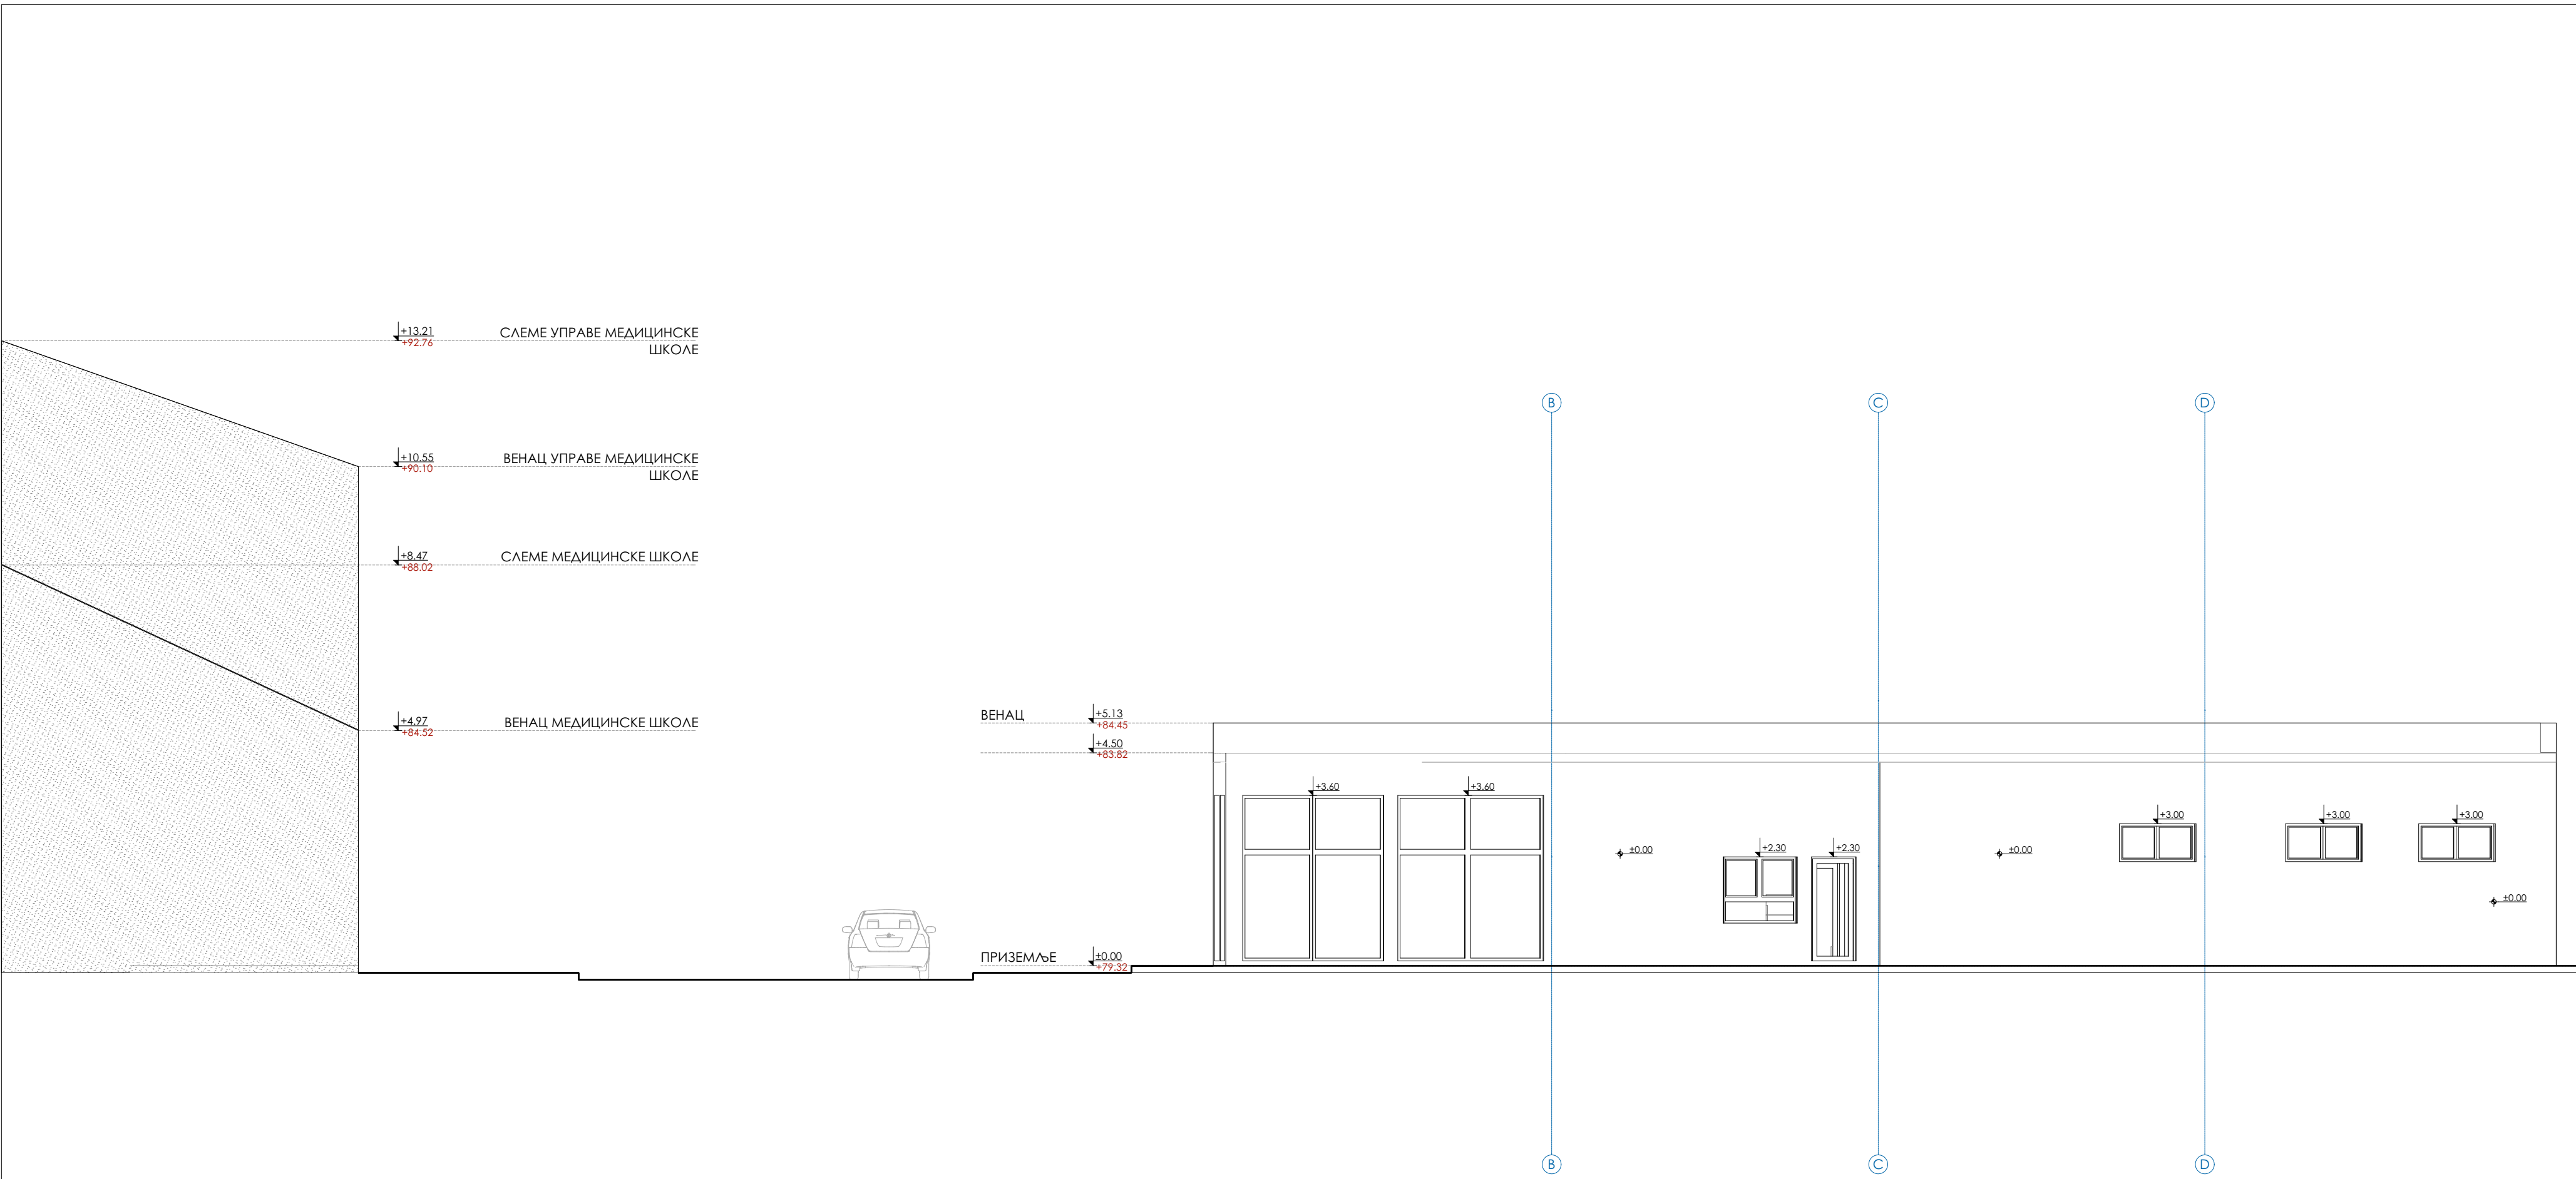 +13.21
+92.76
СЛЕМЕ УПРАВЕ МЕДИЦИНСКЕ
ШКОЛЕ
+10.55
+90.10
ВЕНАЦ УПРАВЕ МЕДИЦИНСКЕ
ШКОЛЕ
+8.47
+88.02
СЛЕМЕ МЕДИЦИНСКЕ ШКОЛЕ
+4.97
+84.52
ВЕНАЦ МЕДИЦИНСКЕ ШКОЛЕ
ВЕНАЦ
+5.13
+84.45
+4.50
+83.82
ПРИЗЕМЉЕ
±0.00
+79.32
B
C
D
+3.60
+3.60
±0.00
+2.30
+2.30
±0.00
+3.00
+3.00
+3.00
±0.00
B
C
D